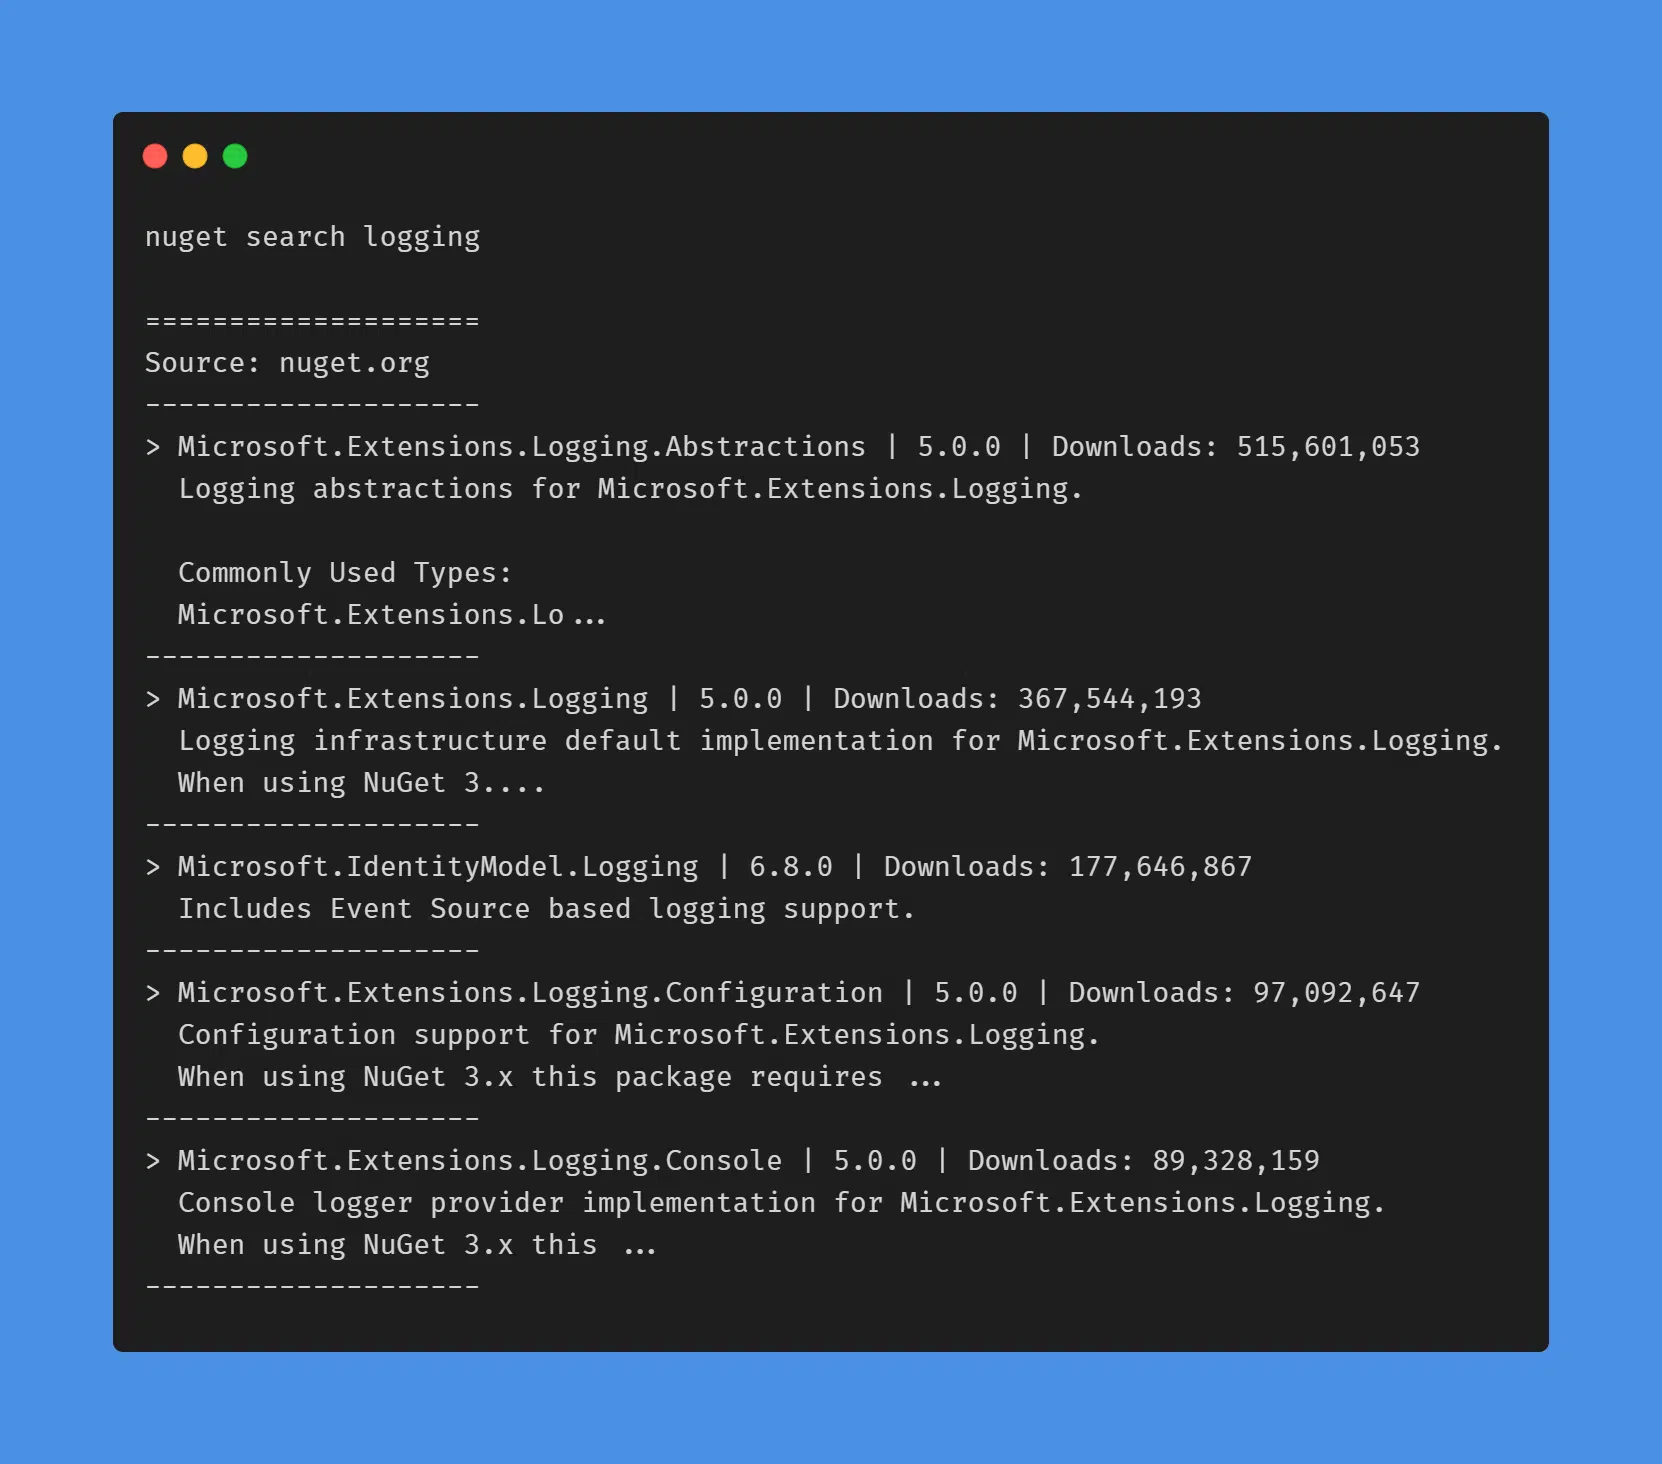 nuget search logging
====================
Source: nuget.org
--------------------
> Microsoft.Extensions.Logging.Abstractions | 5.0.0 | Downloads: 515,601,053
Logging abstractions for Microsoft.Extensions.Logging.
Commonly Used Types:
Microsoft.Extensions.Lo...
--------------------
> Microsoft.Extensions.Logging | 5.0.0 | Downloads: 367,544,193
Logging infrastructure default implementation for Microsoft.Extensions.Logging.
When using NuGet 3....
--------------------
> Microsoft.IdentityModel.Logging | 6.8.0 | Downloads: 177,646,867
Includes Event Source based logging support.
--------------------
> Microsoft.Extensions.Logging.Configuration | 5.0.0 | Downloads: 97,092,647
Configuration support for Microsoft.Extensions.Logging.
When using NuGet 3.x this package requires ...
--------------------
> Microsoft.Extensions.Logging.Console | 5.0.0 | Downloads: 89,328,159
Console logger provider implementation for Microsoft.Extensions.Logging.
When using NuGet 3.x this ...
--------------------